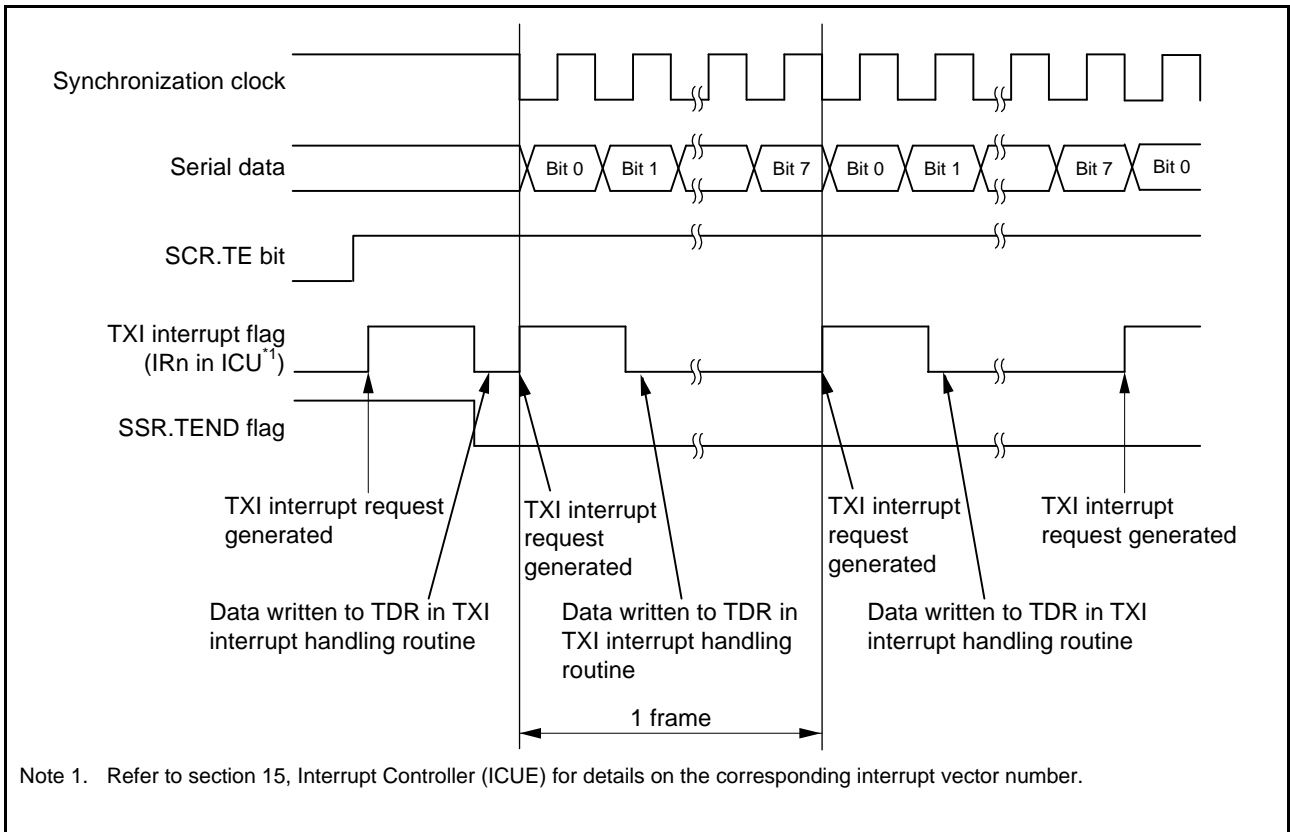 Synchronization clock
Serial data
Bit 0 Bit 1 Bit 7 Bit 0 Bit 1 Bit 7 Bit 0
SCR.TE bit
TXI interrupt flag
(IRn in ICU*1)
SSR.TEND flag
TXI interrupt request
generated
TXI interrupt
request
generated
TXI interrupt
request
generated
TXI interrupt
request generated
Data written to TDR in TXI
interrupt handling routine
Data written to TDR in
TXI interrupt handling
routine
Data written to TDR in TXI
interrupt handling routine
1 frame
Note 1. Refer to section 15, Interrupt Controller (ICUE) for details on the corresponding interrupt vector number.